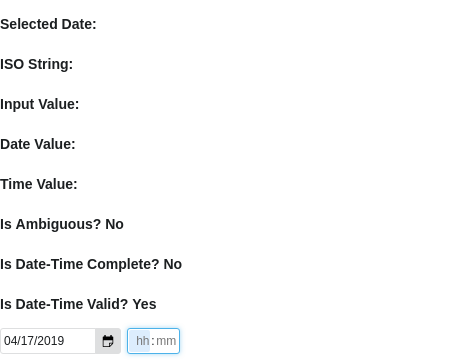 Selected Date:
ISO String:
Input Value:
Date Value:
Time Value:
Is Ambiguous? No
Is Date-Time Complete? No
Is Date-Time Valid? Yes
04/17/2019 hh:mm